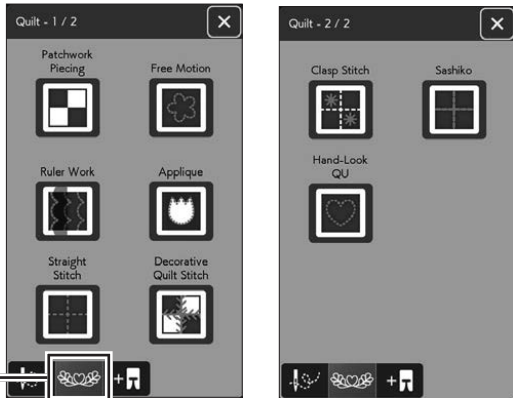 Quilt - 1 / 2
Patchwork
Piecing
Free Motion
Ruler Work
Applique
Straight
Stitch
Decorative
Quilt Stitch
Quilt - 2 / 2
Clasp Stitch
Sashiko
Hand-Look
QU